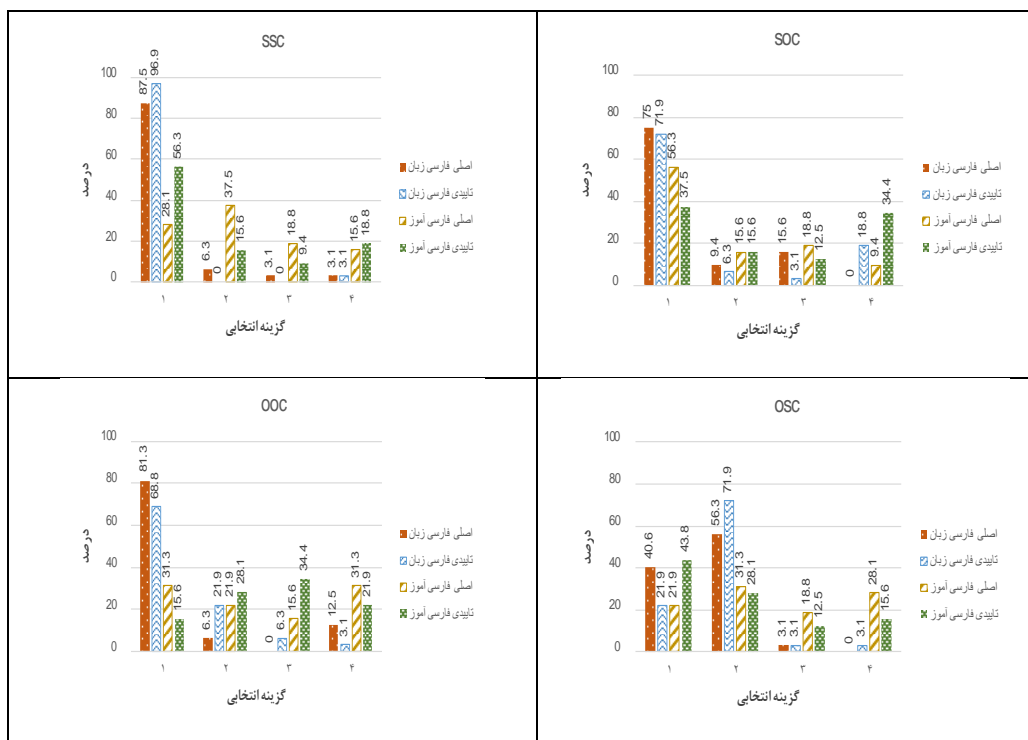 SSC
درصد
100
80
60
40
20
0
87.5
96.9
28.1
56.3
6.3
0
37.5
15.6
3.1
0
18.8
9.4
3.1
3.1
15.6
18.8
۱ ۲ ۳ ۴
گزینه انتخابی
اصلی فارسی زبان
تاییدی فارسی زبان
اصلی فارسی آموز
تاییدی فارسی آموز
SOC
درصد
100
80
60
40
20
0
75
71.9
56.3
37.5
9.4
6.3
15.6
15.6
15.6
3.1
18.8
12.5
0
18.8
9.4
34.4
۱ ۲ ۳ ۴
گزینه انتخابی
اصلی فارسی زبان
تاییدی فارسی زبان
اصلی فارسی آموز
تاییدی فارسی آموز
OOC
درصد
100
80
60
40
20
0
81.3
68.8
31.3
15.6
6.3
21.9
21.9
28.1
0
6.3
15.6
34.4
12.5
3.1
31.3
21.9
۱ ۲ ۳ ۴
گزینه انتخابی
اصلی فارسی زبان
تاییدی فارسی زبان
اصلی فارسی آموز
تاییدی فارسی آموز
OSC
درصد
100
80
60
40
20
0
40.6
21.9
21.9
43.8
56.3
71.9
31.3
28.1
3.1
3.1
18.8
12.5
0
3.1
28.1
15.6
۱ ۲ ۳ ۴
گزینه انتخابی
اصلی فارسی زبان
تاییدی فارسی زبان
اصلی فارسی آموز
تاییدی فارسی آموز